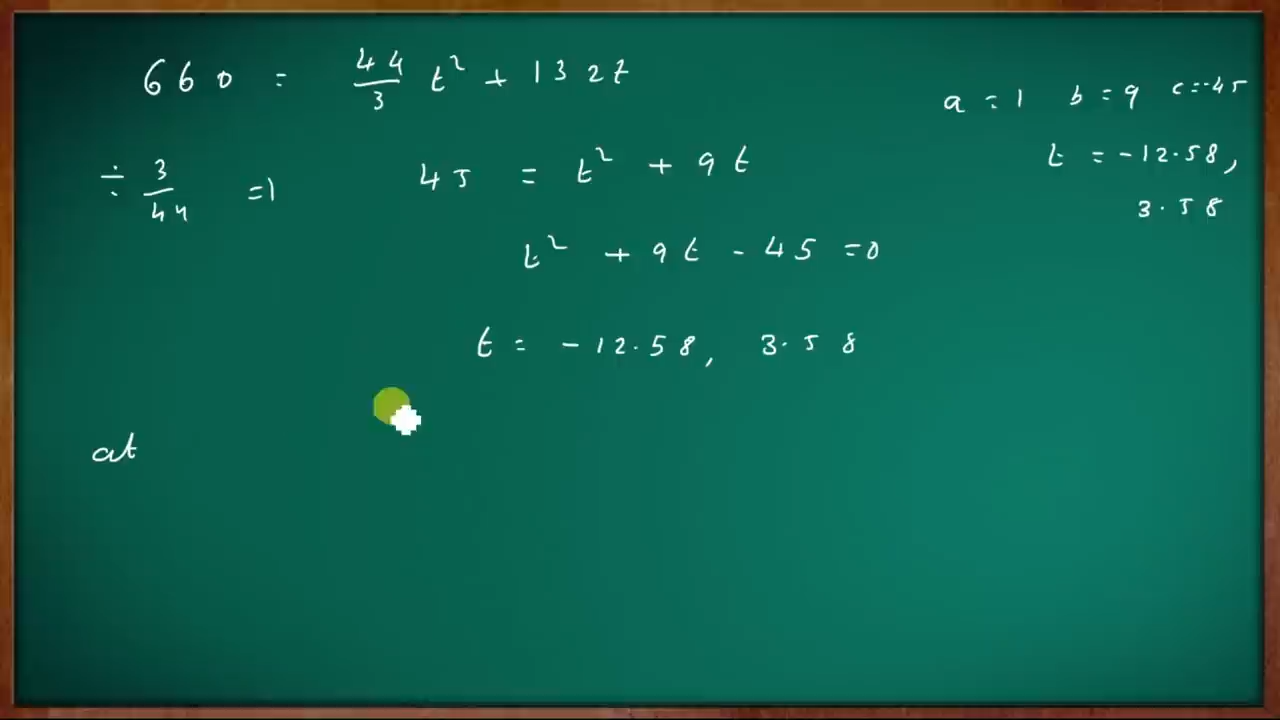 660 = 44/3 t² + 132t
a = 1 b = 9 c = -45
÷ 3/44 = 1 45 = t² + 9t
t = -12.58,
3.58
t² + 9t - 45 = 0
t = -12.58, 3.58
at